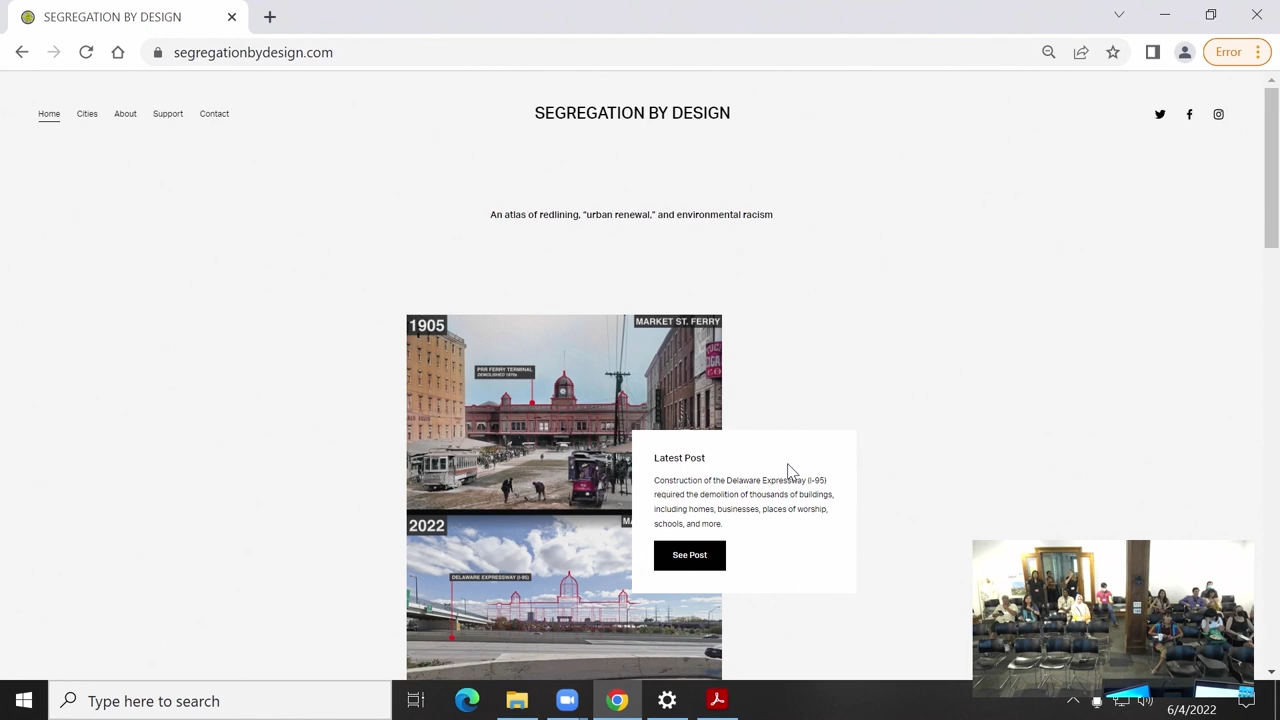 SEGREGATION BY DESIGN
segregationbydesign.com
Error
Home Cities About Support Contact
SEGREGATION BY DESIGN
An atlas of redlining, "urban renewal," and environmental racism
1905
MARKET ST. FERRY
PRR FERRY TERMINAL
DEMOLISHED 1970s
Latest Post
Construction of the Delaware Expressway (I-95)
required the demolition of thousands of buildings,
including homes, businesses, places of worship,
schools, and more.
See Post
2022
MA
DELAWARE EXPRESSWAY (I-95)
Type here to search
6/4/2022